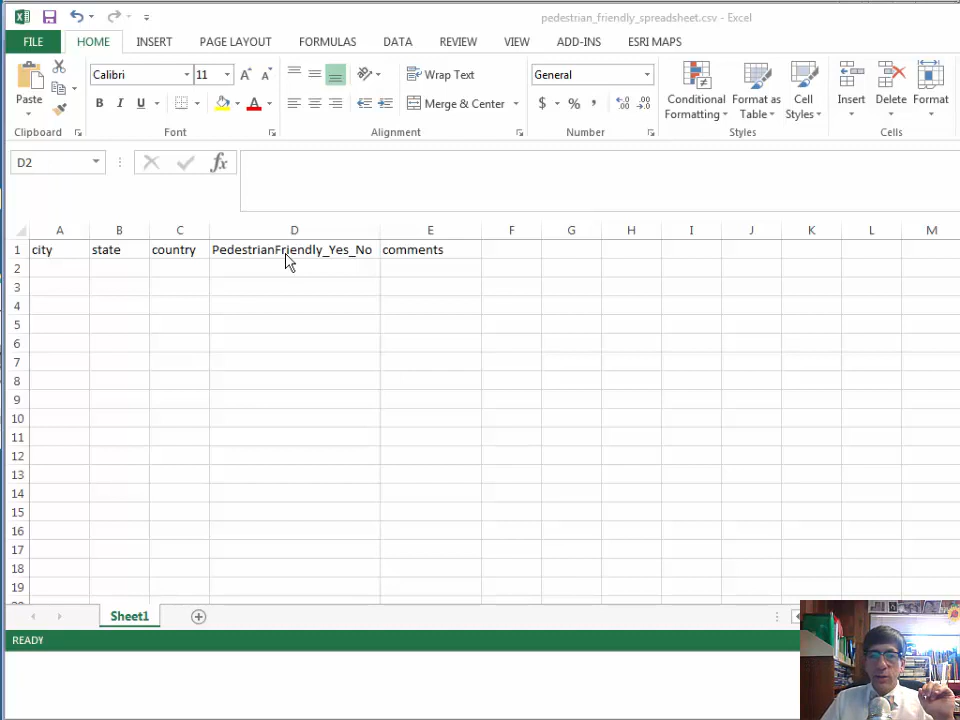 pedestrian_friendly_spreadsheet.csv - Excel
FILE HOME INSERT PAGE LAYOUT FORMULAS DATA REVIEW VIEW ADD-INS ESRI MAPS
Paste
Calibri 11
B I U
A A
Wrap Text
Merge & Center
General
$ % ,
Conditional Formatting
Format as Table
Cell Styles
Insert
Delete
Format
Clipboard Font Alignment Number Styles Cells
D2 fx
A B C D E F G H I J K L M
1 city state country PedestrianFriendly_Yes_No comments
2
3
4
5
6
7
8
9
10
11
12
13
14
15
16
17
18
19
Sheet1
READY